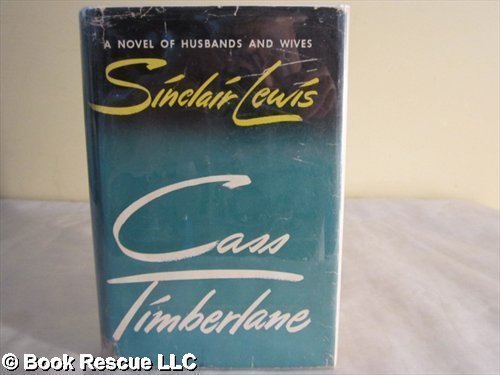 A NOVEL OF HUSBANDS AND WIVES
Sinclair Lewis
Cass
Timberlane
© Book Rescue LLC